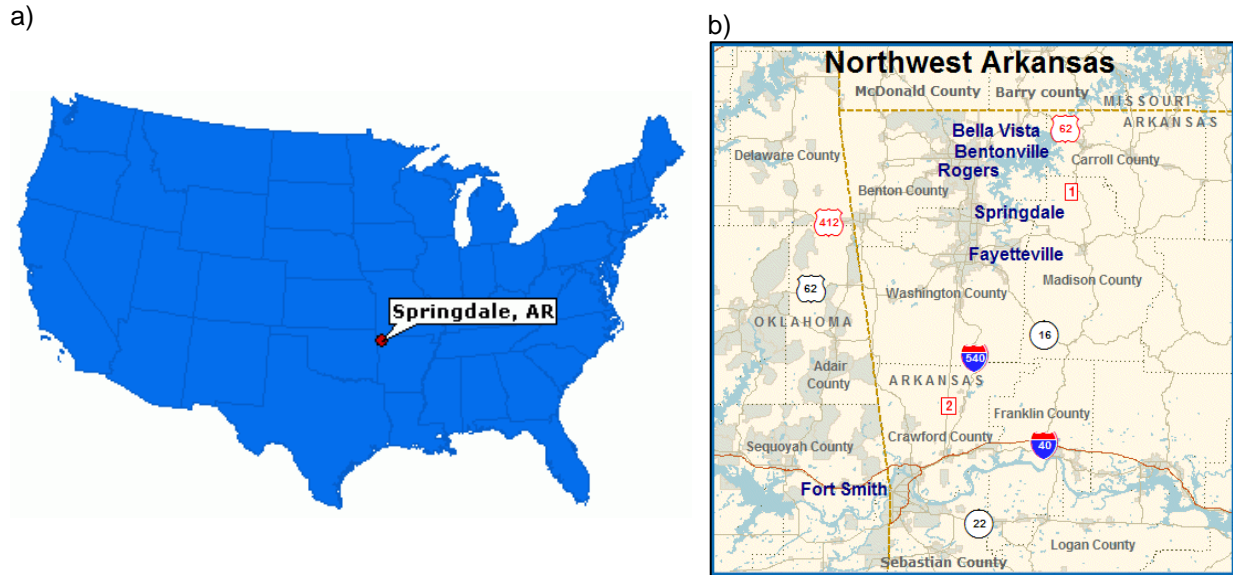 a)
Springdale, AR
b)
Northwest Arkansas
McDonald County Barry county
MISSOURI
ARKANSAS
Bella Vista
62
Bentonville
Delaware County
Carroll County
Rogers
Benton County
1
Springdale
412
Fayetteville
Madison County
62
Washington County
OKLAHOMA
16
540
Adair
County
ARKANSAS
2
Franklin County
Crawford County
Sequoyah County
40
Fort Smith
22
Logan County
Sebastian County